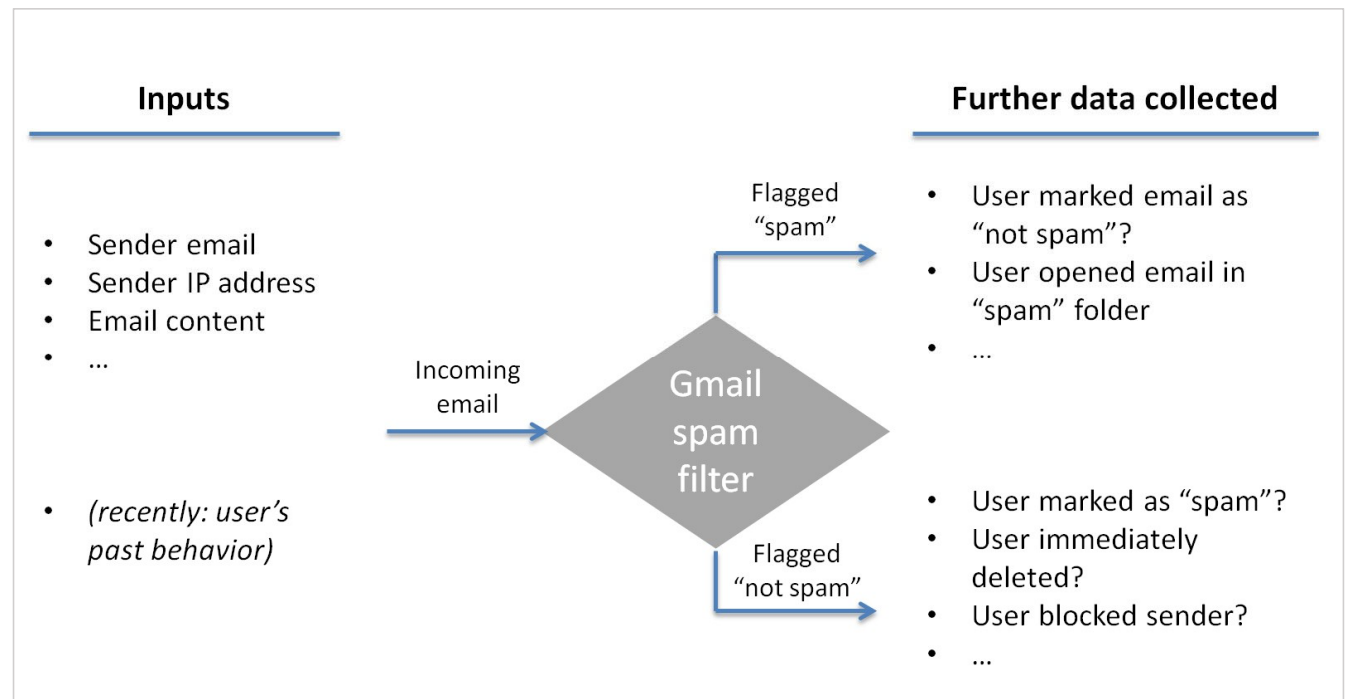 Inputs
• Sender email
• Sender IP address
• Email content
• ...
• (recently: user’s
past behavior)
Incoming
email
Gmail
spam
filter
Flagged
“spam”
Flagged
“not spam”
Further data collected
• User marked email as
“not spam”?
• User opened email in
“spam” folder
• ...
• User marked as “spam”?
• User immediately
deleted?
• User blocked sender?
• ...